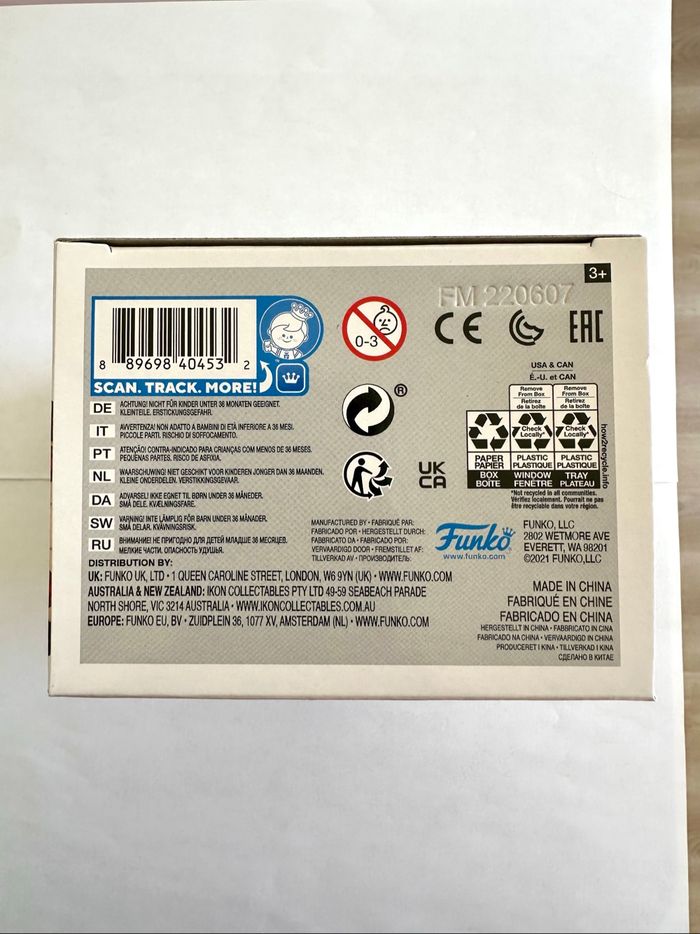 3+
FM 220607
8 89698 40453 2
SCAN. TRACK. MORE!
0-3
CE
EAC
®
DE ACHTUNG! NICHT FÜR KINDER UNTER 36 MONATEN GEEIGNET.
KLEINTEILE. ERSTICKUNGSGEFAHR.
IT AVVERTENZA! NON ADATTO A BAMBINI DI ETÀ INFERIORE A 36 MESI.
PICCOLE PARTI. RISCHIO DI SOFFOCAMENTO.
PT ATENÇÃO! CONTRA-INDICADO PARA CRIANÇAS COM MENOS DE 36 MESES.
PEQUENAS PARTES. RISCO DE ASFIXIA.
NL WAARSCHUWING! NIET GESCHIKT VOOR KINDEREN JONGER DAN 36 MAANDEN.
KLEINE ONDERDELEN. VERSTIKKINGSGEVAAR.
DA ADVARSEL! IKKE EGNET TIL BØRN UNDER 36 MÅNEDER.
SMÅ DELE. KVÆLNINGSFARE.
SW VARNING! INTE LÄMPLIG FÖR BARN UNDER 36 MÅNADER.
SMÅ DELAR. KVÄVNINGSRISK.
RU ВНИМАНИЕ! НЕ ПРИГОДНО ДЛЯ ДЕТЕЙ МЛАДШЕ 36 МЕСЯЦЕВ.
МЕЛКИЕ ЧАСТИ. ОПАСНОСТЬ УДУШЬЯ.
UK
CA
USA & CAN
É.-U. et CAN
Remove From Box
Retirez de la boîte
Remove From Box
Retirez de la boîte
Check Locally*
Check Locally*
PAPER
PAPIER
BOX
BOÎTE
PLASTIC
PLASTIQUE
WINDOW
FENÊTRE
PLASTIC
PLASTIQUE
TRAY
PLATEAU
how2recycle.info
*Not recycled in all communities.
Vérifiez localement. Pourrait ne pas
être recyclable dans votre région.
MANUFACTURED BY • FABRIQUÉ PAR:
FABRICADO POR • HERGESTELLT DURCH:
FABRICATO DA • FABRICADO POR:
VERVAARDIGD DOOR • FREMSTILLET AF:
TILLVERKAD AV • ПРОИЗВОДИТЕЛЬ:
Funko
www.funko.com
FUNKO, LLC
2802 WETMORE AVE
EVERETT, WA 98201
©2021 FUNKO,LLC
DISTRIBUTION BY:
UK: FUNKO UK, LTD • 1 QUEEN CAROLINE STREET, LONDON, W6 9YN (UK) • WWW.FUNKO.COM
AUSTRALIA & NEW ZEALAND: IKON COLLECTABLES PTY LTD 49-59 SEABEACH PARADE
NORTH SHORE, VIC 3214 AUSTRALIA • WWW.IKONCOLLECTABLES.COM.AU
EUROPE: FUNKO EU, BV • ZUIDPLEIN 36, 1077 XV, AMSTERDAM (NL) • WWW.FUNKO.COM
MADE IN CHINA
FABRIQUÉ EN CHINE
FABRICADO EN CHINA
HERGESTELLT IN CHINA • FABBRICATO IN CINA
FABRICADO NA CHINA • VERVAARDIGD IN CHINA
PRODUCERET I KINA • TILLVERKAD I KINA
СДЕЛАНО В КИТАЕ